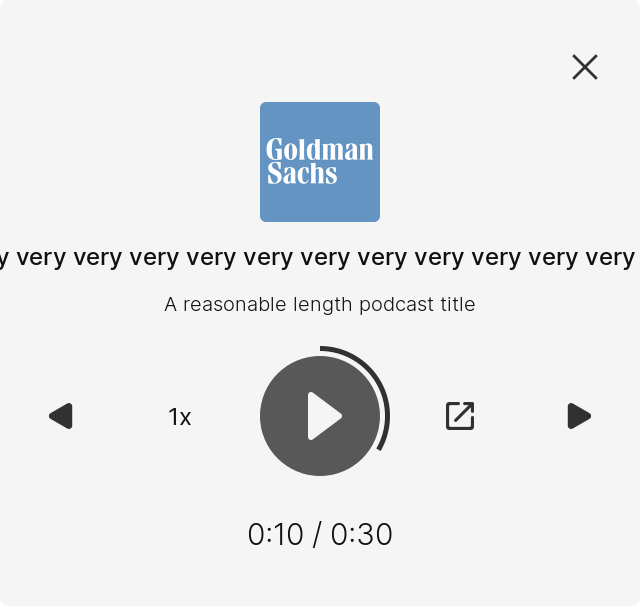 Goldman
Sachs
y very very very very very very very very very very very
A reasonable length podcast title
1x
0:10 / 0:30